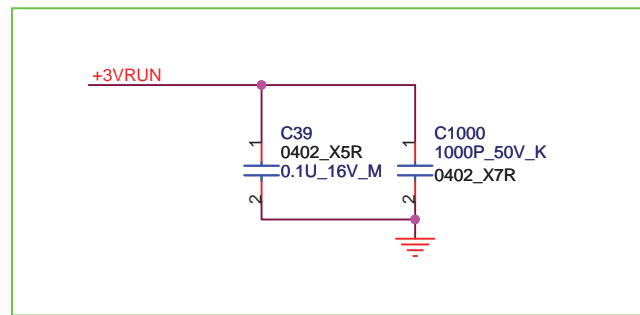 +3VRUN
1
C39
0402_X5R
0.1U_16V_M
2
1
C1000
1000P_50V_K
0402_X7R
2